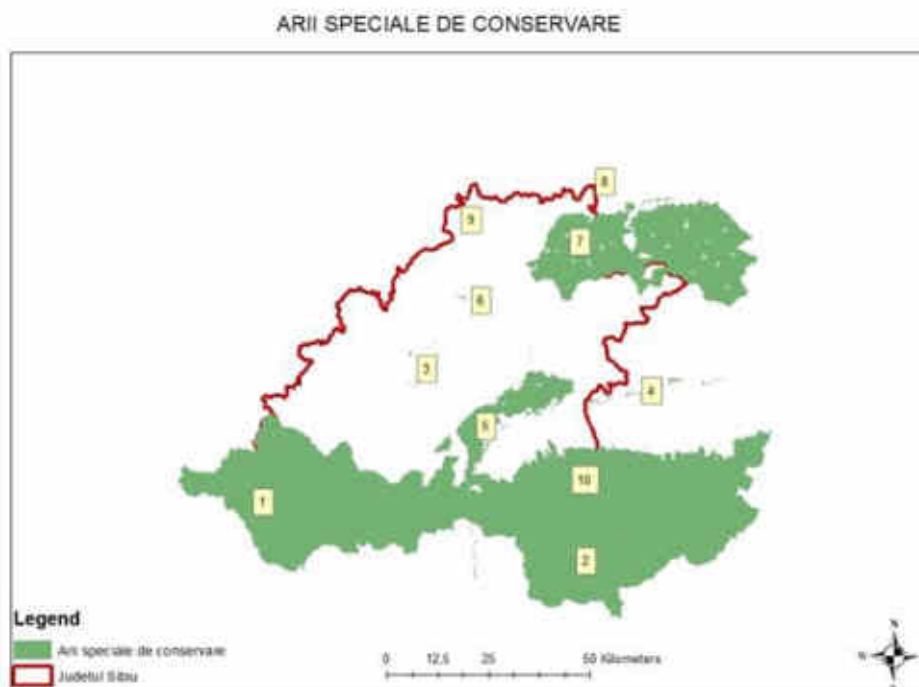 ARII SPECIALE DE CONSERVARE
8
9
7
6
3
4
5
10
1
2
Legend
Arii speciale de conservare
Judetul Sibiu
0 12,5 25 50 Kilometers
N